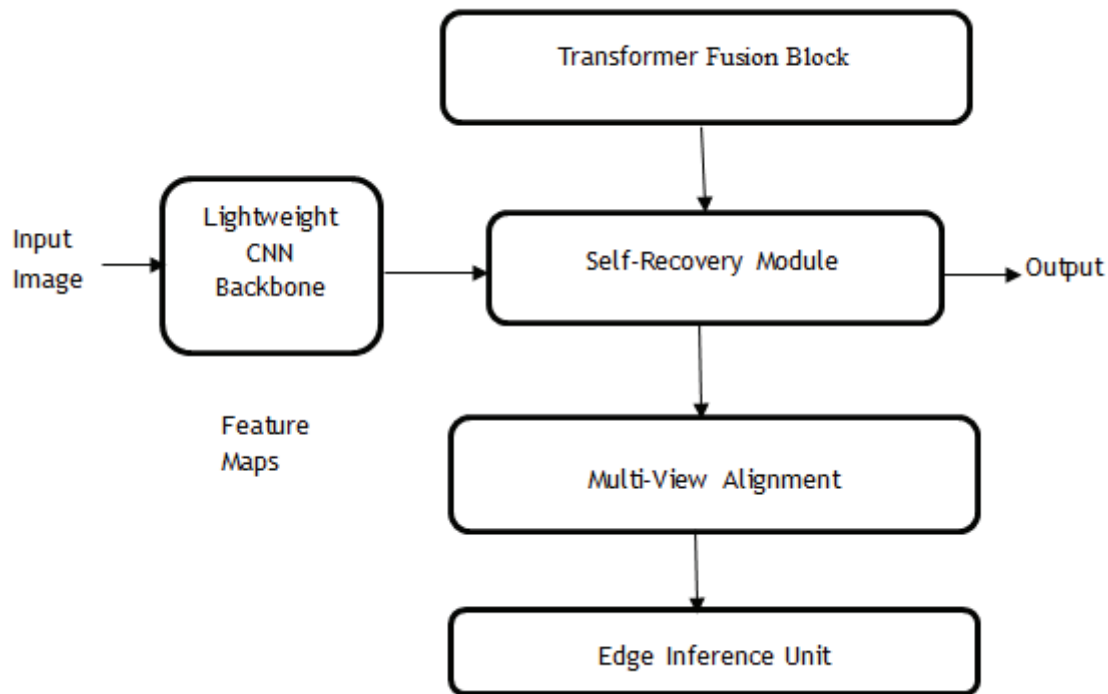 Transformer Fusion Block
Lightweight
CNN
Backbone
Input
Image
Self-Recovery Module
Output
Feature
Maps
Multi-View Alignment
Edge Inference Unit